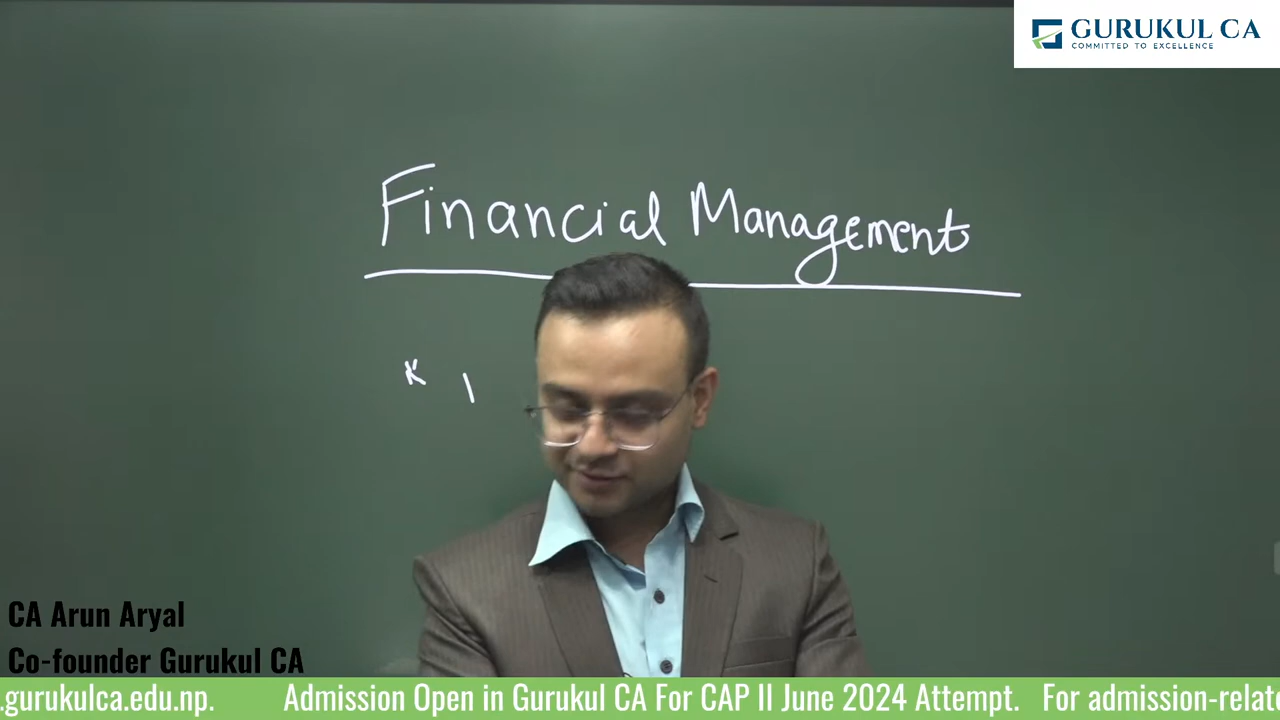 GURUKUL CA
COMMITTED TO EXCELLENCE
Financial Management
CA Arun Aryal
Co-founder Gurukul CA
.gurukulca.edu.np. Admission Open in Gurukul CA For CAP II June 2024 Attempt. For admission-relate